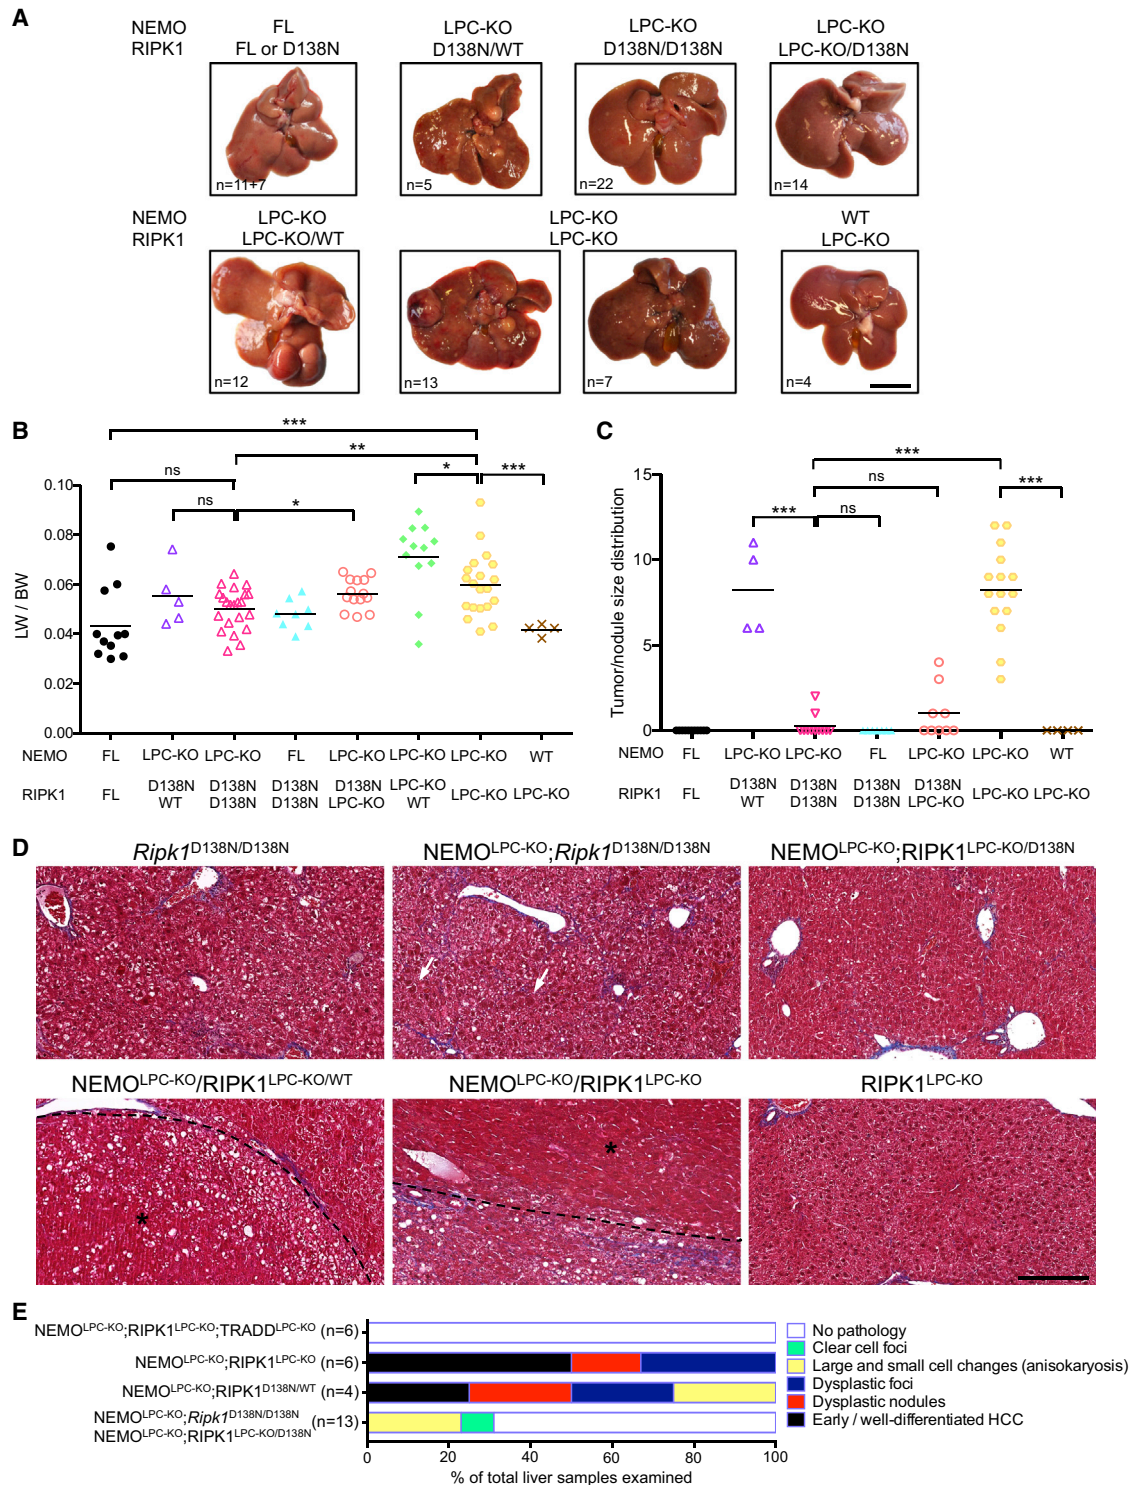 A
NEMO FL LPC-KO LPC-KO LPC-KO
RIPK1 FL or D138N D138N/WT D138N/D138N LPC-KO/D138N
n=11+7 n=5 n=22 n=14
NEMO LPC-KO LPC-KO WT
RIPK1 LPC-KO/WT LPC-KO LPC-KO
n=12 n=13 n=7 n=4
B
***
**
ns * ***
ns *
LW / BW
0.10
0.08
0.06
0.04
0.02
0.00
NEMO FL LPC-KO LPC-KO FL LPC-KO LPC-KO LPC-KO WT
RIPK1 FL D138N WT D138N D138N D138N D138N D138N LPC-KO LPC-KO WT LPC-KO LPC-KO
C
***
ns ***
*** ns
Tumor/nodule size distribution
15
10
5
0
NEMO FL LPC-KO LPC-KO FL LPC-KO LPC-KO WT
RIPK1 FL D138N WT D138N D138N D138N D138N D138N LPC-KO LPC-KO LPC-KO
D
Ripk1D138N/D138N NEMOLPC-KO;Ripk1D138N/D138N NEMOLPC-KO;RIPK1LPC-KO/D138N
NEMOLPC-KO/RIPK1LPC-KO/WT NEMOLPC-KO/RIPK1LPC-KO RIPK1LPC-KO
* *
E
NEMOLPC-KO;RIPK1LPC-KO;TRADDLPC-KO (n=6)
NEMOLPC-KO;RIPK1LPC-KO (n=6)
NEMOLPC-KO;RIPK1D138N/WT (n=4)
NEMOLPC-KO;Ripk1D138N/D138N (n=13)
NEMOLPC-KO;RIPK1LPC-KO/D138N
0 20 40 60 80 100
% of total liver samples examined
No pathology
Clear cell foci
Large and small cell changes (anisokaryosis)
Dysplastic foci
Dysplastic nodules
Early / well-differentiated HCC